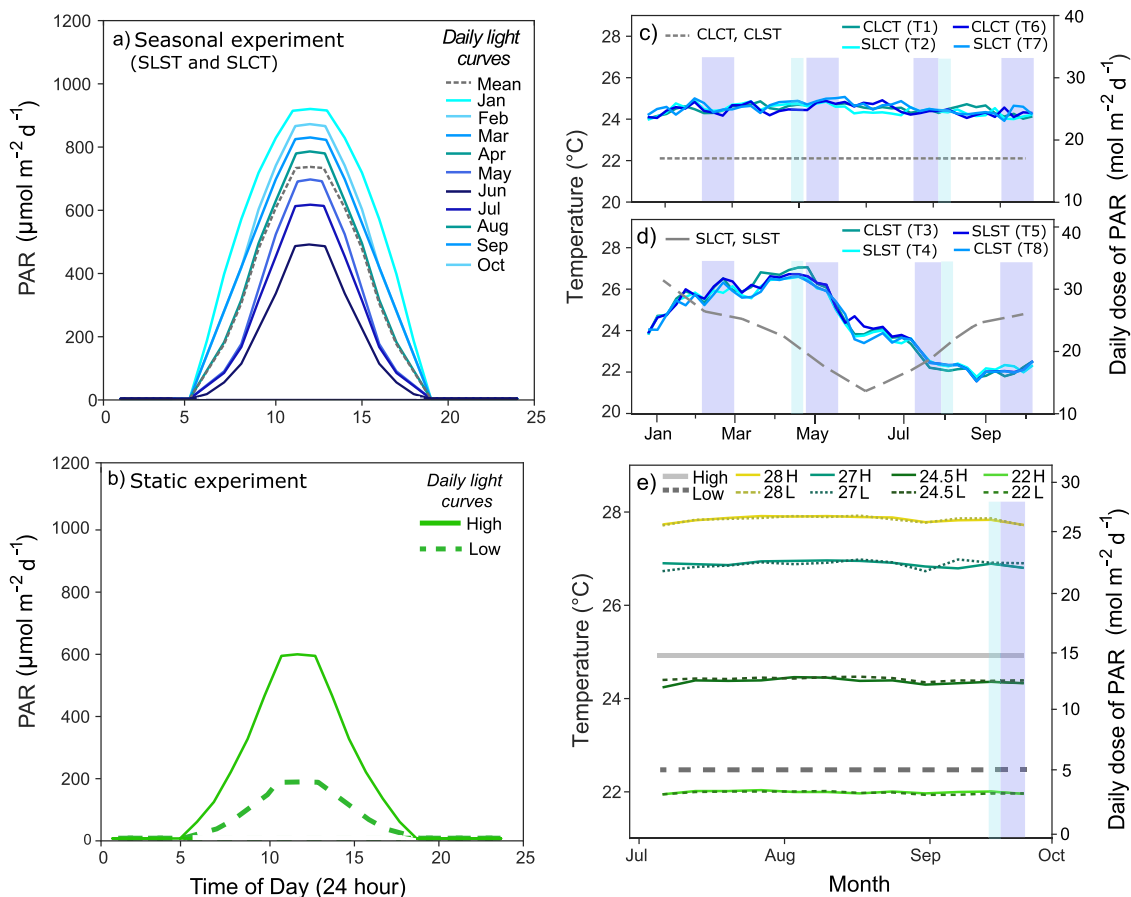 a) Seasonal experiment
(SLST and SLCT)
Daily light
curves
Mean
Jan
Feb
Mar
Apr
May
Jun
Jul
Aug
Sep
Oct
PAR (µmol m⁻² d⁻¹)
1200
1000
800
600
400
200
0
0
5
10
15
20
25
b) Static experiment
Daily light
curves
High
Low
PAR (µmol m⁻² d⁻¹)
1200
1000
800
600
400
200
0
0
5
10
15
20
25
Time of Day (24 hour)
c)
CLCT, CLST
CLCT (T1)
CLCT (T6)
SLCT (T2)
SLCT (T7)
28
26
24
22
20
40
30
20
10
Temperature (°C)
Daily dose of PAR (mol m⁻² d⁻¹)
d)
SLCT, SLST
CLST (T3)
SLST (T5)
SLST (T4)
CLST (T8)
28
26
24
22
20
40
30
20
10
Jan
Mar
May
Jul
Sep
e)
High
28 H
27 H
24.5 H
22 H
Low
28 L
27 L
24.5 L
22 L
28
26
28
24
22
30
25
20
15
10
5
0
Temperature (°C)
Daily dose of PAR (mol m⁻² d⁻¹)
Jul
Aug
Sep
Oct
Month